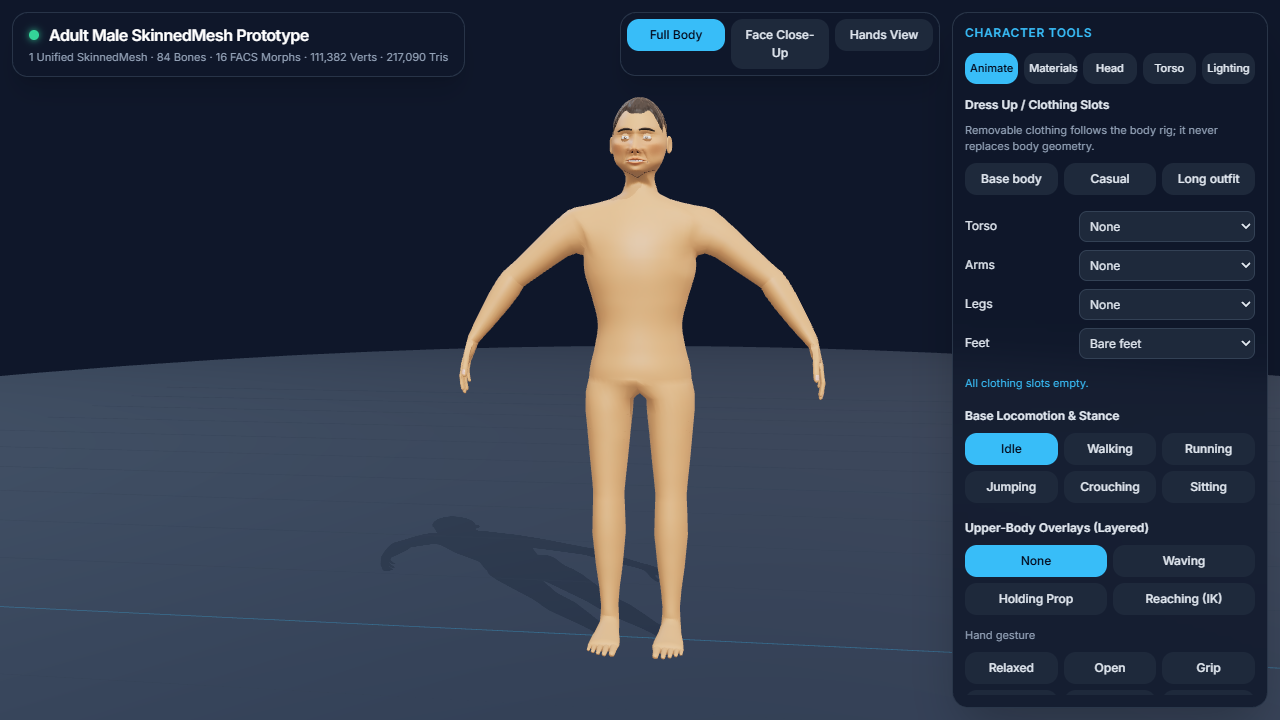 Adult Male SkinnedMesh Prototype
1 Unified SkinnedMesh · 84 Bones · 16 FACS Morphs · 111,382 Verts · 217,090 Tris
Full Body
Face Close-
Up
Hands View
CHARACTER TOOLS
Animate
Materials
Head
Torso
Lighting
Dress Up / Clothing Slots
Removable clothing follows the body rig; it never
replaces body geometry.
Base body
Casual
Long outfit
Torso
None
Arms
None
Legs
None
Feet
Bare feet
All clothing slots empty.
Base Locomotion & Stance
Idle
Walking
Running
Jumping
Crouching
Sitting
Upper-Body Overlays (Layered)
None
Waving
Holding Prop
Reaching (IK)
Hand gesture
Relaxed
Open
Grip